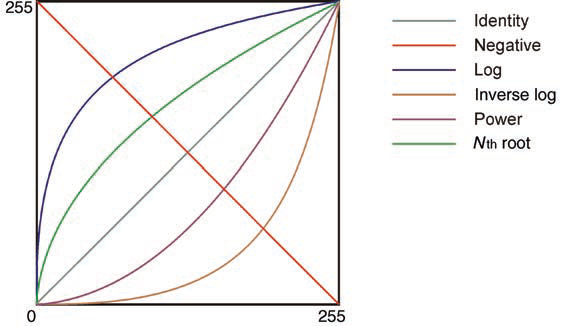 255
Identity
Negative
Log
Inverse log
Power
Nth root
0
255